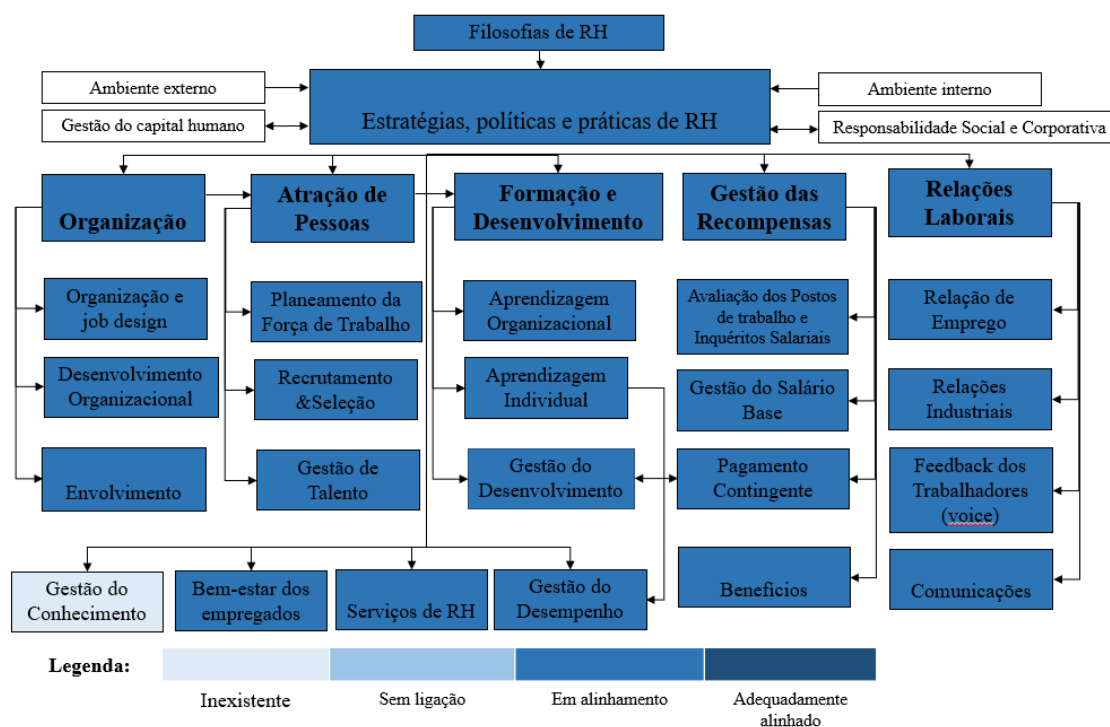 Filosofias de RH
Ambiente externo
Ambiente interno
Gestão do capital humano
Estratégias, políticas e práticas de RH
Responsabilidade Social e Corporativa
Organização
Atração de
Pessoas
Formação e
Desenvolvimento
Gestão das
Recompensas
Relações
Laborais
Organização e
job design
Planeamento da
Força de Trabalho
Aprendizagem
Organizacional
Avaliação dos Postos
de trabalho e
Inquéritos Salariais
Relação de
Emprego
Desenvolvimento
Organizacional
Recrutamento
&Seleção
Aprendizagem
Individual
Gestão do Salário
Base
Relações
Industriais
Envolvimento
Gestão de
Talento
Gestão do
Desenvolvimento
Pagamento
Contingente
Feedback dos
Trabalhadores
(voice)
Gestão do
Conhecimento
Bem-estar dos
empregados
Serviços de RH
Gestão do
Desempenho
Beneficios
Comunicações
Legenda:
Inexistente
Sem ligação
Em alinhamento
Adequadamente
alinhado